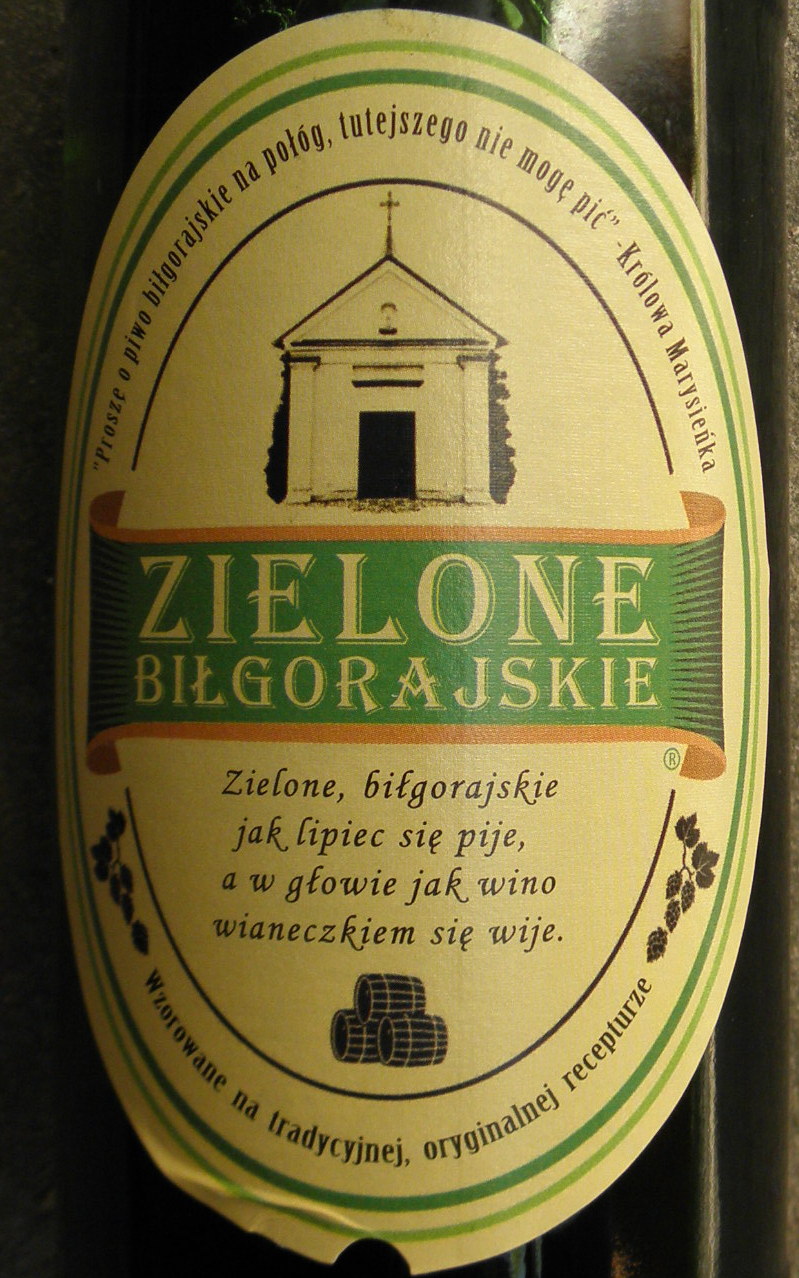 "Prosze o piwo biłgorajskie na połóg, tutejszego nie mogę pić" -Królowa Marysieńka
ZIELONE
BIŁGORAJSKIE
®
Zielone, biłgorajskie
jak lipiec się pije,
a w głowie jak wino
wianeczkiem się wije.
Wzorowane na tradycyjnej, oryginalnej recepturze